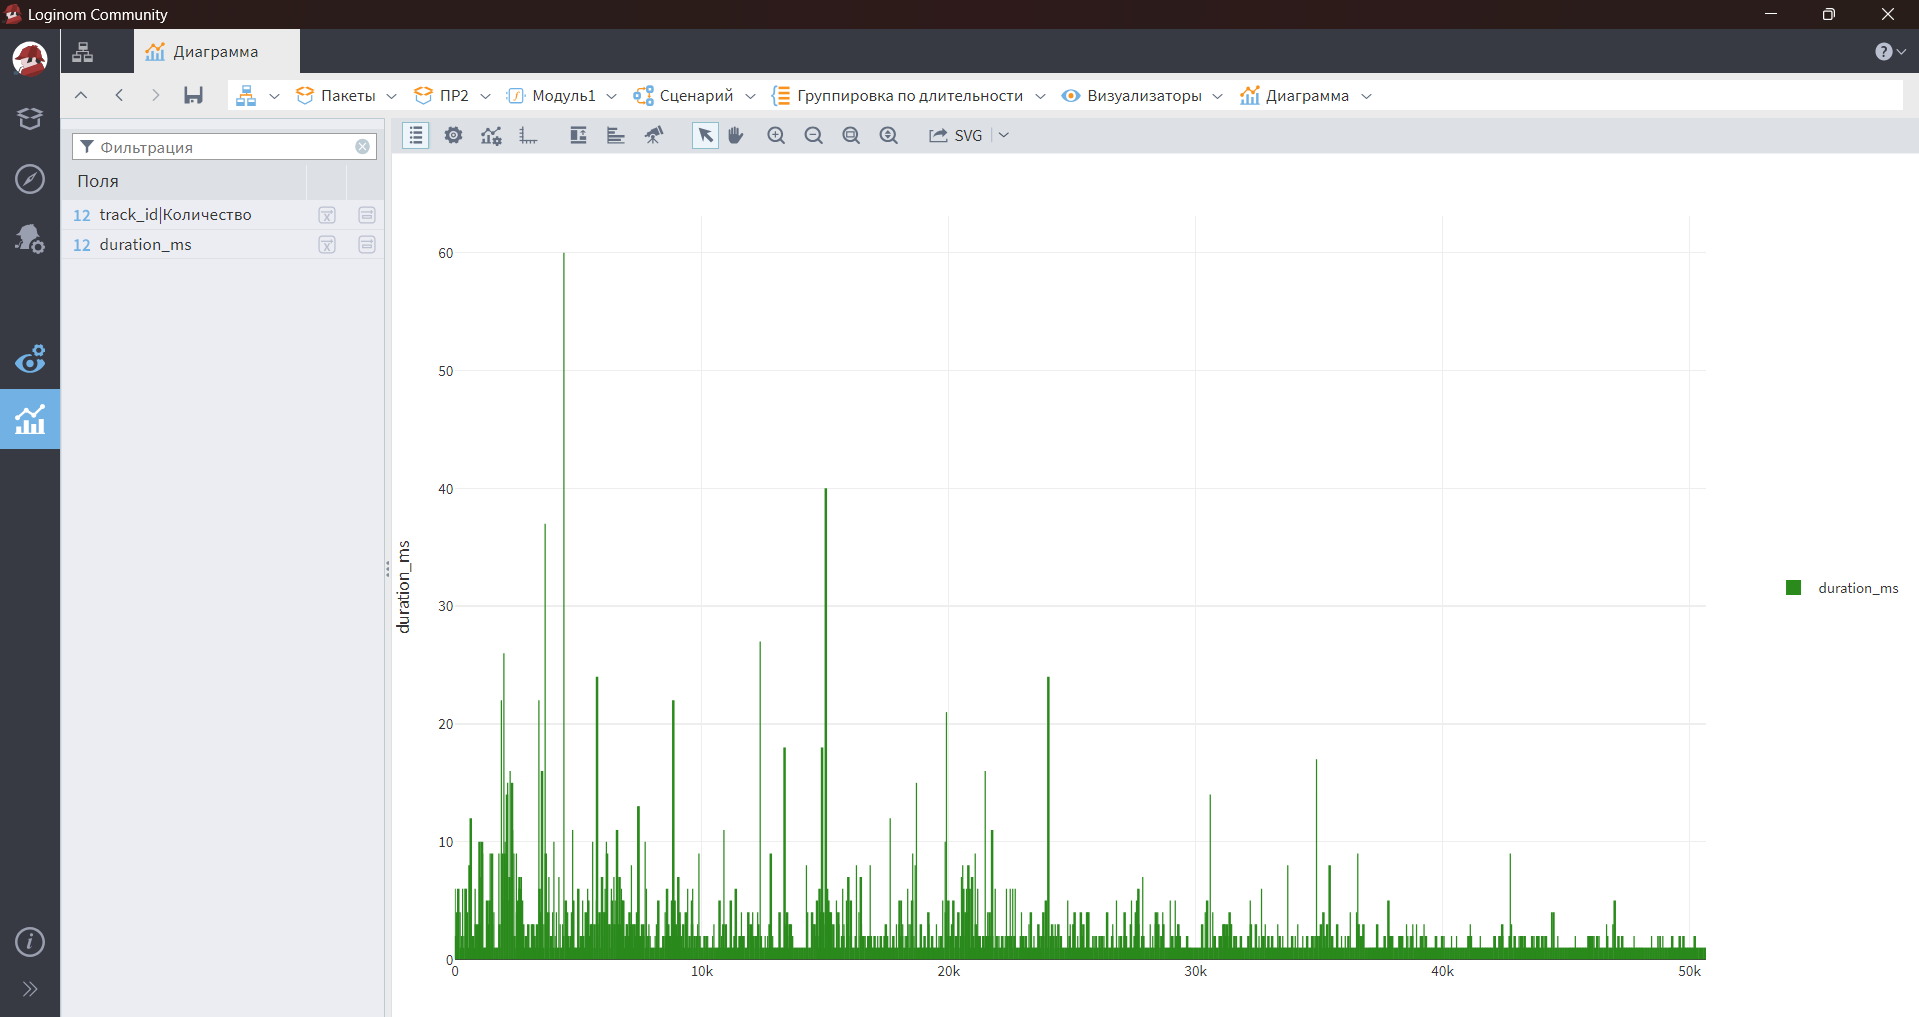 Loginom Community
Диаграмма
Пакеты
ПР2
Модуль1
Сценарий
Группировка по длительности
Визуализаторы
Диаграмма
Фильтрация
SVG
Поля
12 track_id|Количество
12 duration_ms
60
50
40
30
20
10
0
duration_ms
0 10k 20k 30k 40k 50k
duration_ms